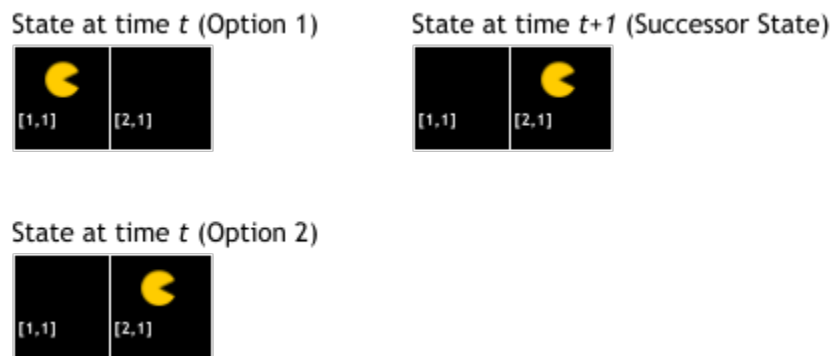 State at time t (Option 1)
State at time t+1 (Successor State)
[1,1] [2,1]
[1,1] [2,1]
State at time t (Option 2)
[1,1] [2,1]